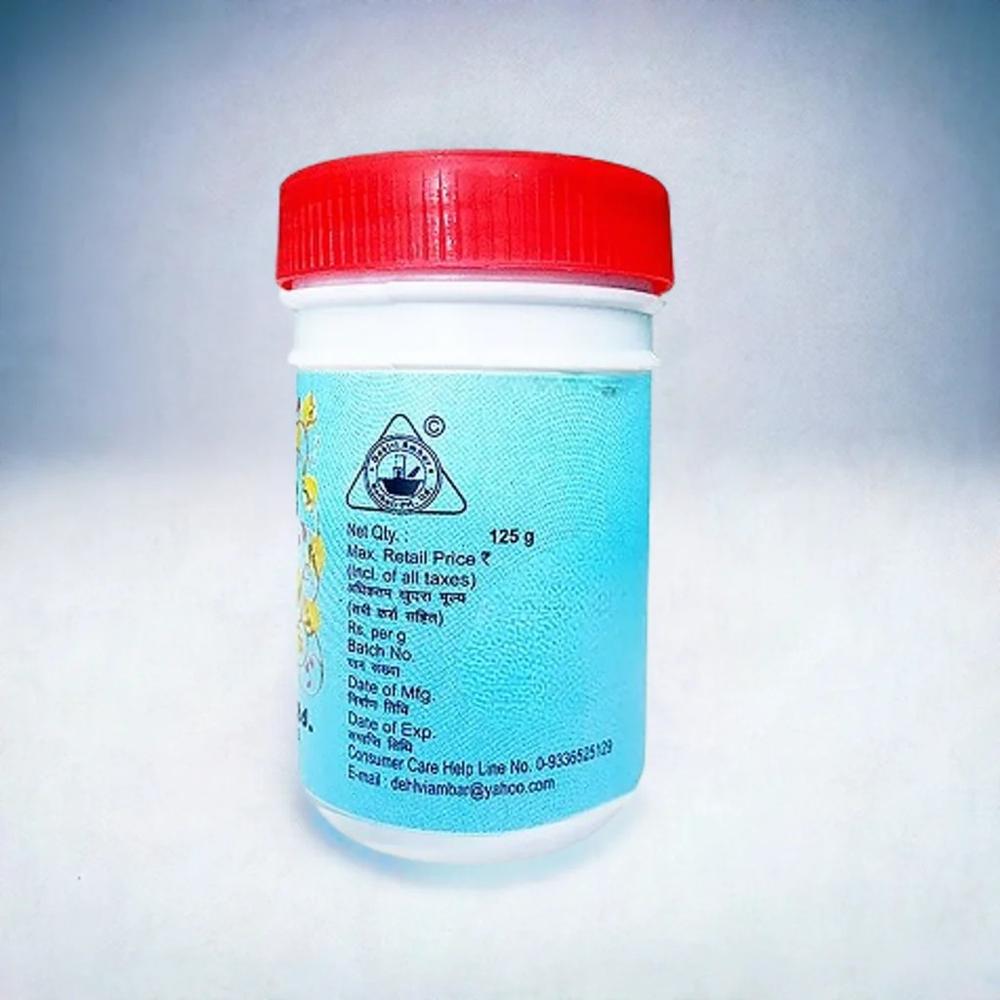 ©
Net Qty. : 125 g
Max. Retail Price ₹
(Incl. of all taxes)
अधिकतम खुदरा मूल्य
(सभी करों सहित)
Rs. per g
Batch No.
घान संख्या
Date of Mfg.
निर्माण तिथि
Date of Exp.
समाप्ति तिथि
Consumer Care Help Line No. 0-9336525129
E-mail : dehlviambar@yahoo.com